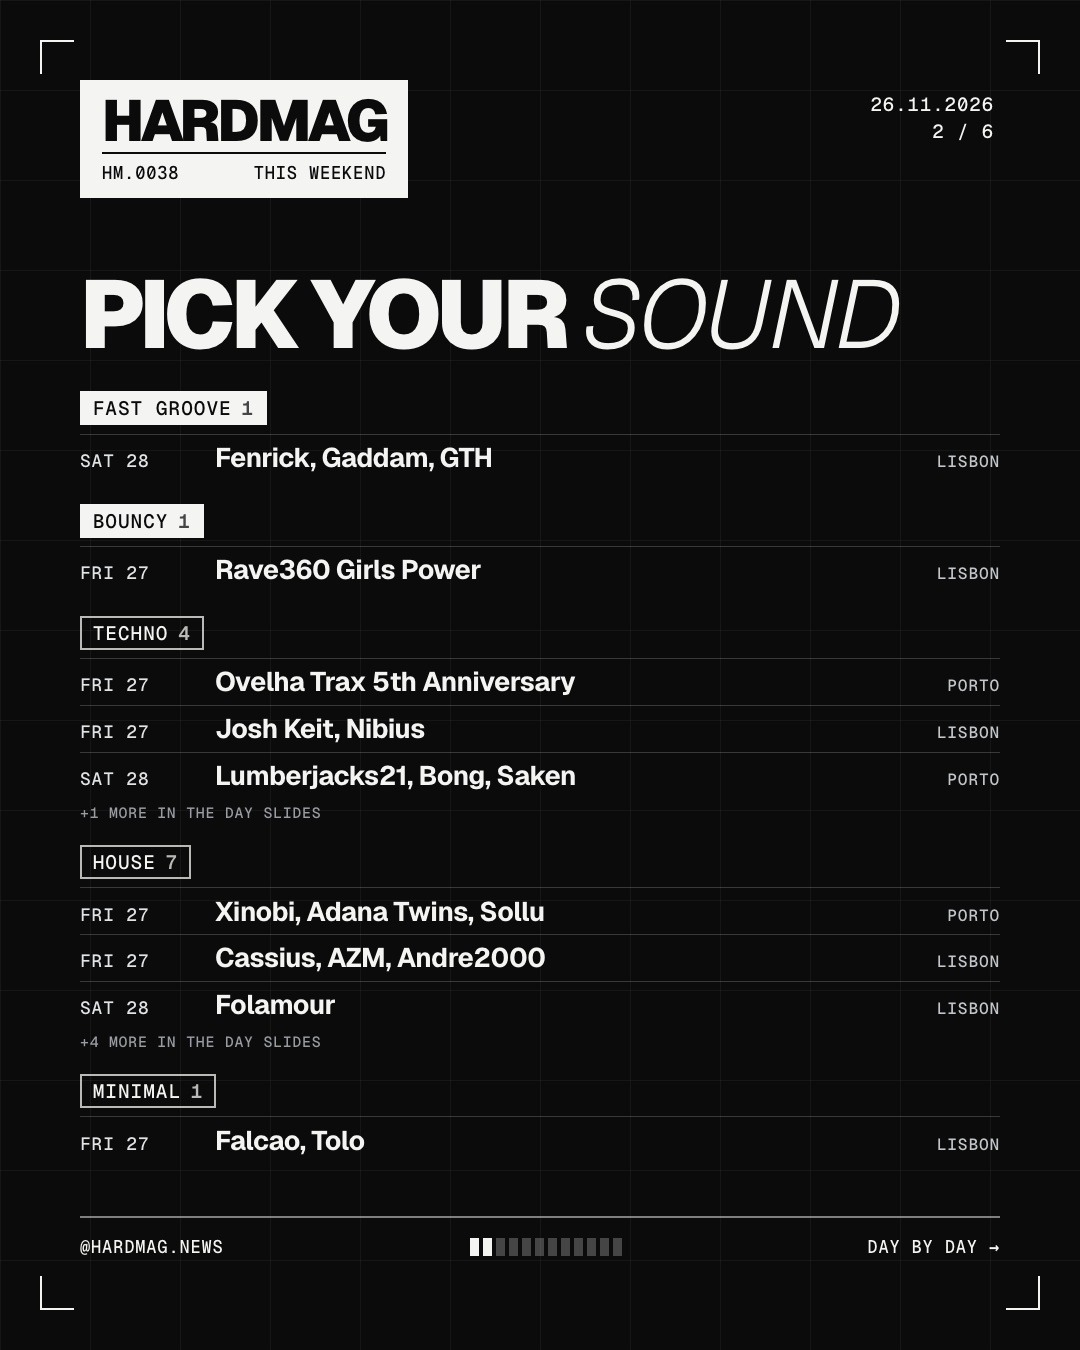 HARDMAG
HM.0038 THIS WEEKEND
26.11.2026
2 / 6
PICK YOUR SOUND
FAST GROOVE 1
SAT 28 Fenrick, Gaddam, GTH LISBON
BOUNCY 1
FRI 27 Rave360 Girls Power LISBON
TECHNO 4
FRI 27 Ovelha Trax 5th Anniversary PORTO
FRI 27 Josh Keit, Nibius LISBON
SAT 28 Lumberjacks21, Bong, Saken PORTO
+1 MORE IN THE DAY SLIDES
HOUSE 7
FRI 27 Xinobi, Adana Twins, Sollu PORTO
FRI 27 Cassius, AZM, Andre2000 LISBON
SAT 28 Folamour LISBON
+4 MORE IN THE DAY SLIDES
MINIMAL 1
FRI 27 Falcao, Tolo LISBON
@HARDMAG.NEWS DAY BY DAY →